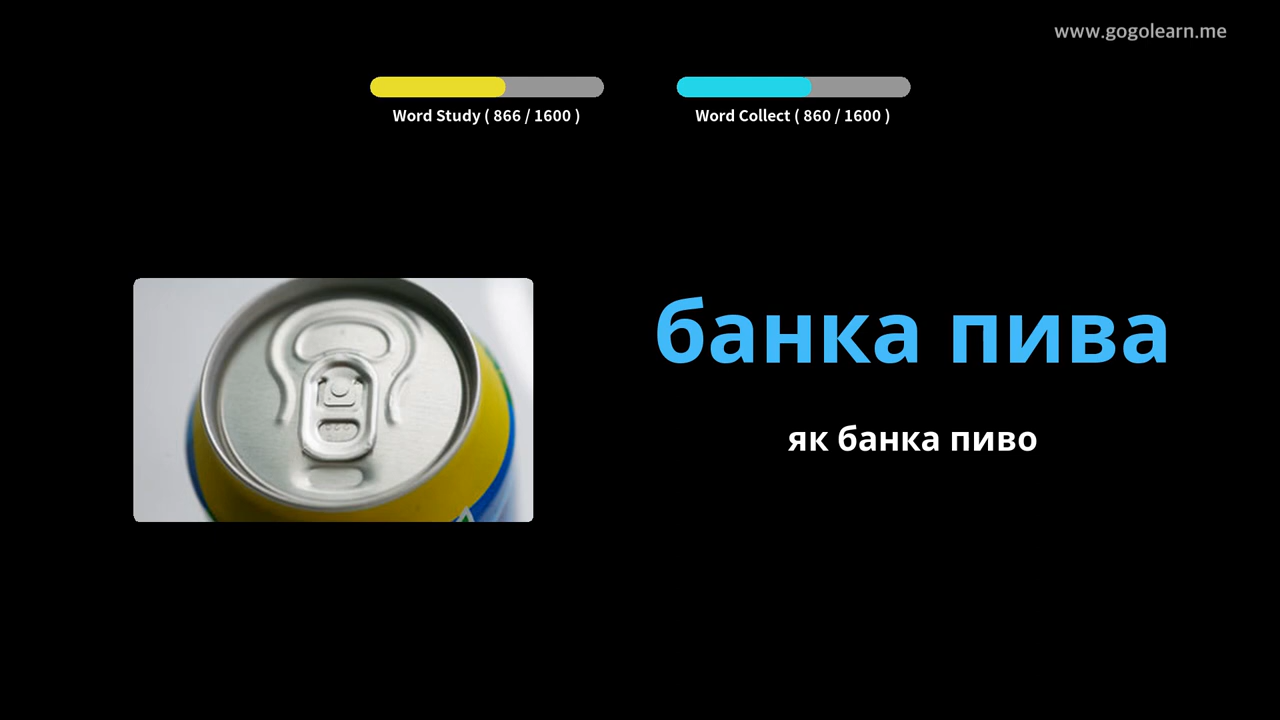 www.gogolearn.me
Word Study ( 866 / 1600 )
Word Collect ( 860 / 1600 )
банка пива
як банка пиво